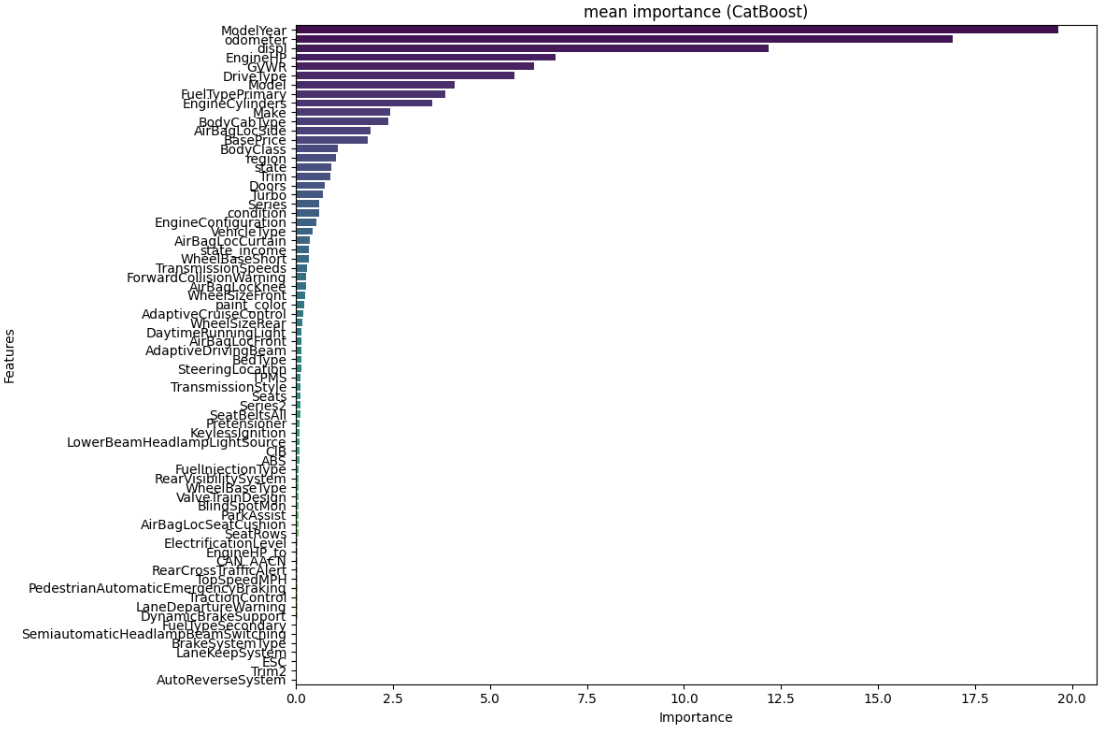 mean importance (CatBoost)
ModelYear
odometer
displ
EngineHP
GVWR
DriveType
Model
FuelTypePrimary
EngineCylinders
Make
BodyCabType
AirBagLocSide
BasePrice
BodyClass
region
state
Trim
Doors
Turbo
Series
condition
EngineConfiguration
VehicleType
AirBagLocCurtain
state_income
WheelBaseShort
TransmissionSpeeds
ForwardCollisionWarning
AirBagLocKnee
WheelSizeFront
paint_color
AdaptiveCruiseControl
WheelSizeRear
DaytimeRunningLight
AirBagLocFront
AdaptiveDrivingBeam
BedType
SteeringLocation
TPMS
TransmissionStyle
Seats
Series2
SeatBeltsAll
Pretensioner
KeylessIgnition
LowerBeamHeadlampLightSource
CIB
ABS
FuelInjectionType
RearVisibilitySystem
WheelBaseType
ValveTrainDesign
BlindSpotMon
ParkAssist
AirBagLocSeatCushion
SeatRows
ElectrificationLevel
EngineHP_to
CAN_AACN
RearCrossTrafficAlert
TopSpeedMPH
PedestrianAutomaticEmergencyBraking
TractionControl
LaneDepartureWarning
DynamicBrakeSupport
FuelTypeSecondary
SemiautomaticHeadlampBeamSwitching
BrakeSystemType
LaneKeepSystem
ESC
Trim2
AutoReverseSystem
Features
0.0 2.5 5.0 7.5 10.0 12.5 15.0 17.5 20.0
Importance